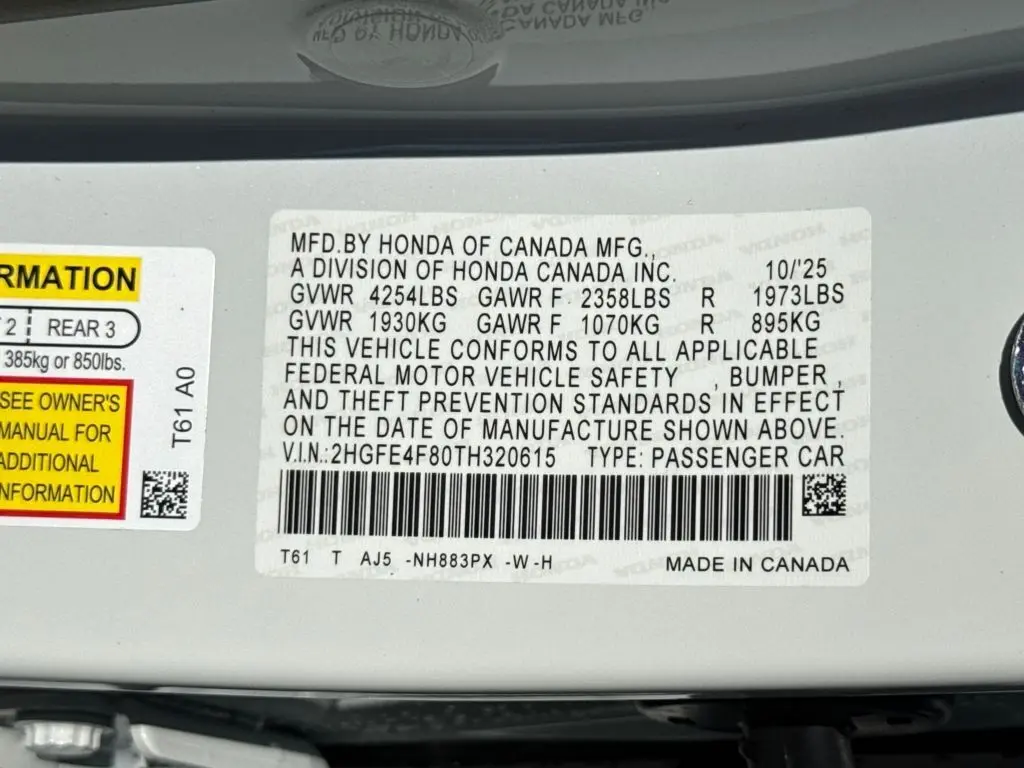 MFD.BY HONDA OF CANADA MFG.,
A DIVISION OF HONDA CANADA INC. 10/'25
GVWR 4254LBS GAWR F 2358LBS R 1973LBS
GVWR 1930KG GAWR F 1070KG R 895KG
THIS VEHICLE CONFORMS TO ALL APPLICABLE
FEDERAL MOTOR VEHICLE SAFETY , BUMPER ,
AND THEFT PREVENTION STANDARDS IN EFFECT
ON THE DATE OF MANUFACTURE SHOWN ABOVE.
V.I.N.:2HGFE4F80TH320615 TYPE: PASSENGER CAR
T61 T AJ5 -NH883PX -W-H MADE IN CANADA
RMATION
2 REAR 3
385kg or 850lbs.
SEE OWNER'S
MANUAL FOR
ADDITIONAL
INFORMATION
T61 A0